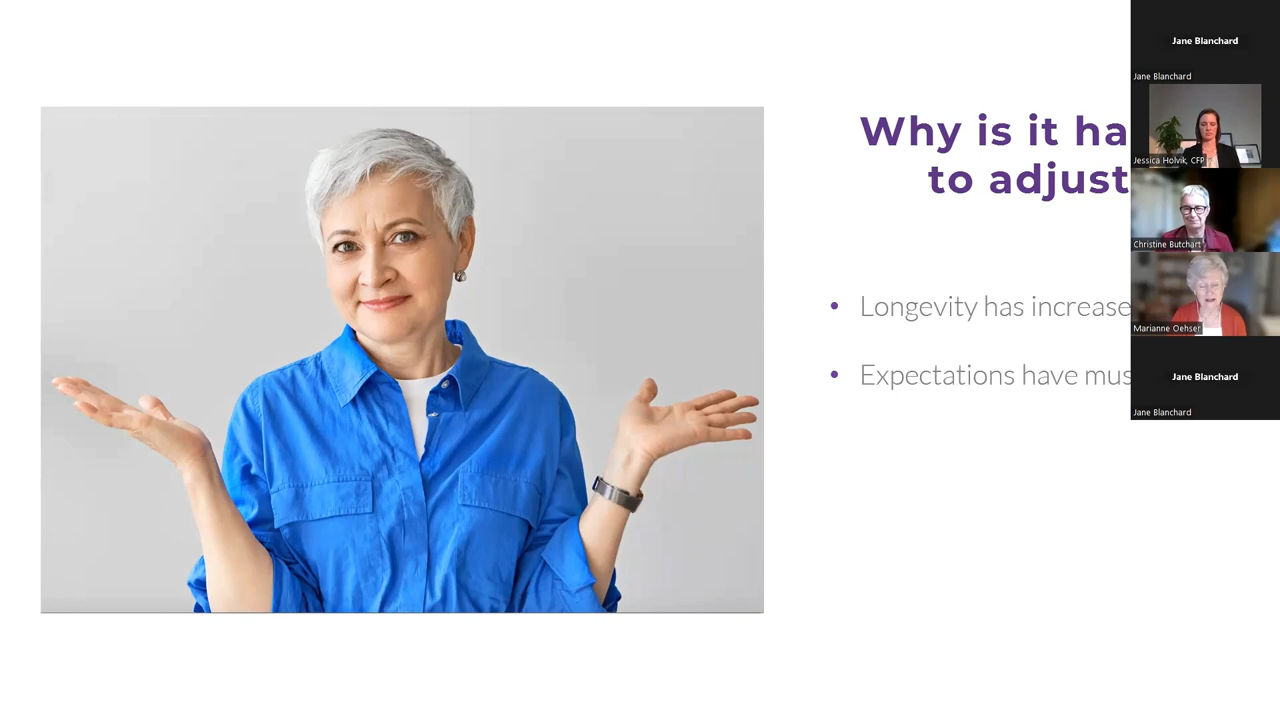 Why is it ha
to adjust
• Longevity has increase
• Expectations have mus
Jane Blanchard
Jane Blanchard
Jessica Holvik, CFP
Christine Butchart
Marianne Oehser
Jane Blanchard
Jane Blanchard